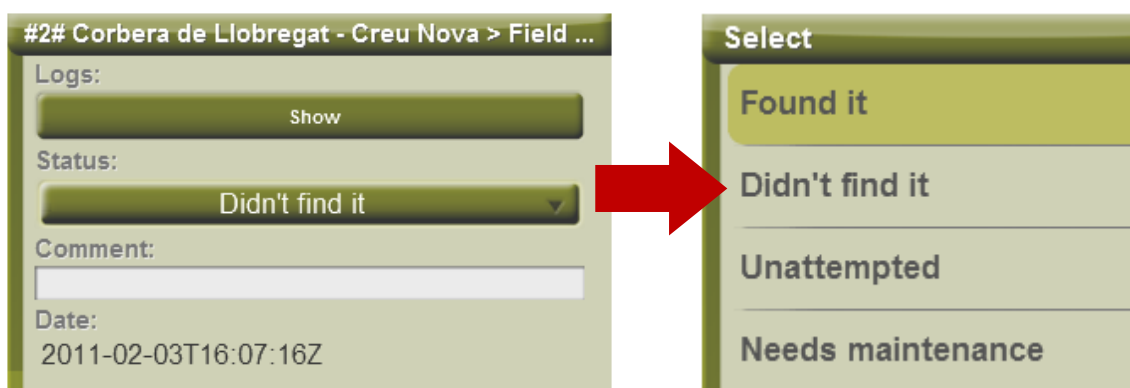 #2# Corbera de Llobregat - Creu Nova > Field ...
Logs:
Show
Status:
Didn't find it
Comment:
Date:
2011-02-03T16:07:16Z
Select
Found it
Didn't find it
Unattempted
Needs maintenance